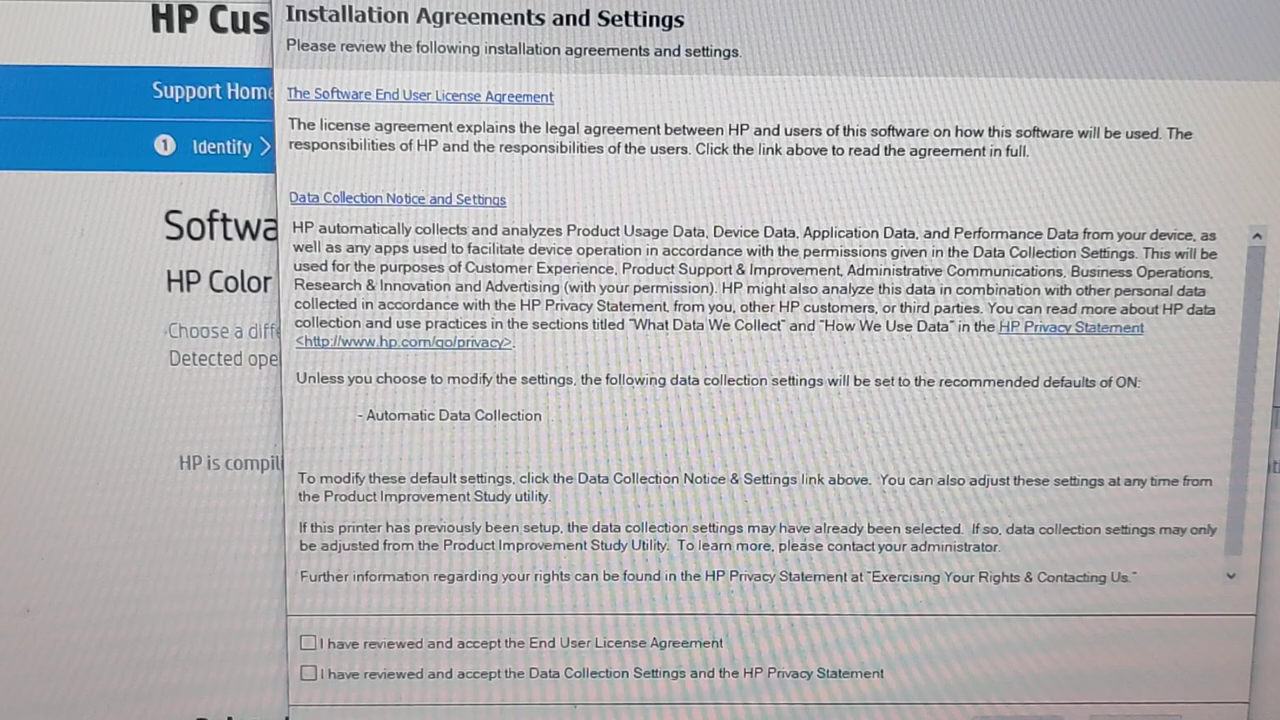 HP Cus
Support Home
1 Identify >
Softwa
HP Color
Choose a diff
Detected ope
HP is compil
Installation Agreements and Settings
Please review the following installation agreements and settings.
The Software End User License Agreement
The license agreement explains the legal agreement between HP and users of this software on how this software will be used. The
responsibilities of HP and the responsibilities of the users. Click the link above to read the agreement in full.
Data Collection Notice and Settings
HP automatically collects and analyzes Product Usage Data, Device Data, Application Data, and Performance Data from your device, as
well as any apps used to facilitate device operation in accordance with the permissions given in the Data Collection Settings. This will be
used for the purposes of Customer Experience, Product Support & Improvement, Administrative Communications, Business Operations,
Research & Innovation and Advertising (with your permission). HP might also analyze this data in combination with other personal data
collected in accordance with the HP Privacy Statement, from you, other HP customers, or third parties. You can read more about HP data
collection and use practices in the sections titled "What Data We Collect" and "How We Use Data" in the HP Privacy Statement
<http://www.hp.com/go/privacy>.
Unless you choose to modify the settings, the following data collection settings will be set to the recommended defaults of ON:
- Automatic Data Collection
To modify these default settings, click the Data Collection Notice & Settings link above. You can also adjust these settings at any time from
the Product Improvement Study utility.
If this printer has previously been setup, the data collection settings may have already been selected. If so, data collection settings may only
be adjusted from the Product Improvement Study Utility. To learn more, please contact your administrator.
Further information regarding your rights can be found in the HP Privacy Statement at "Exercising Your Rights & Contacting Us."
I have reviewed and accept the End User License Agreement
I have reviewed and accept the Data Collection Settings and the HP Privacy Statement